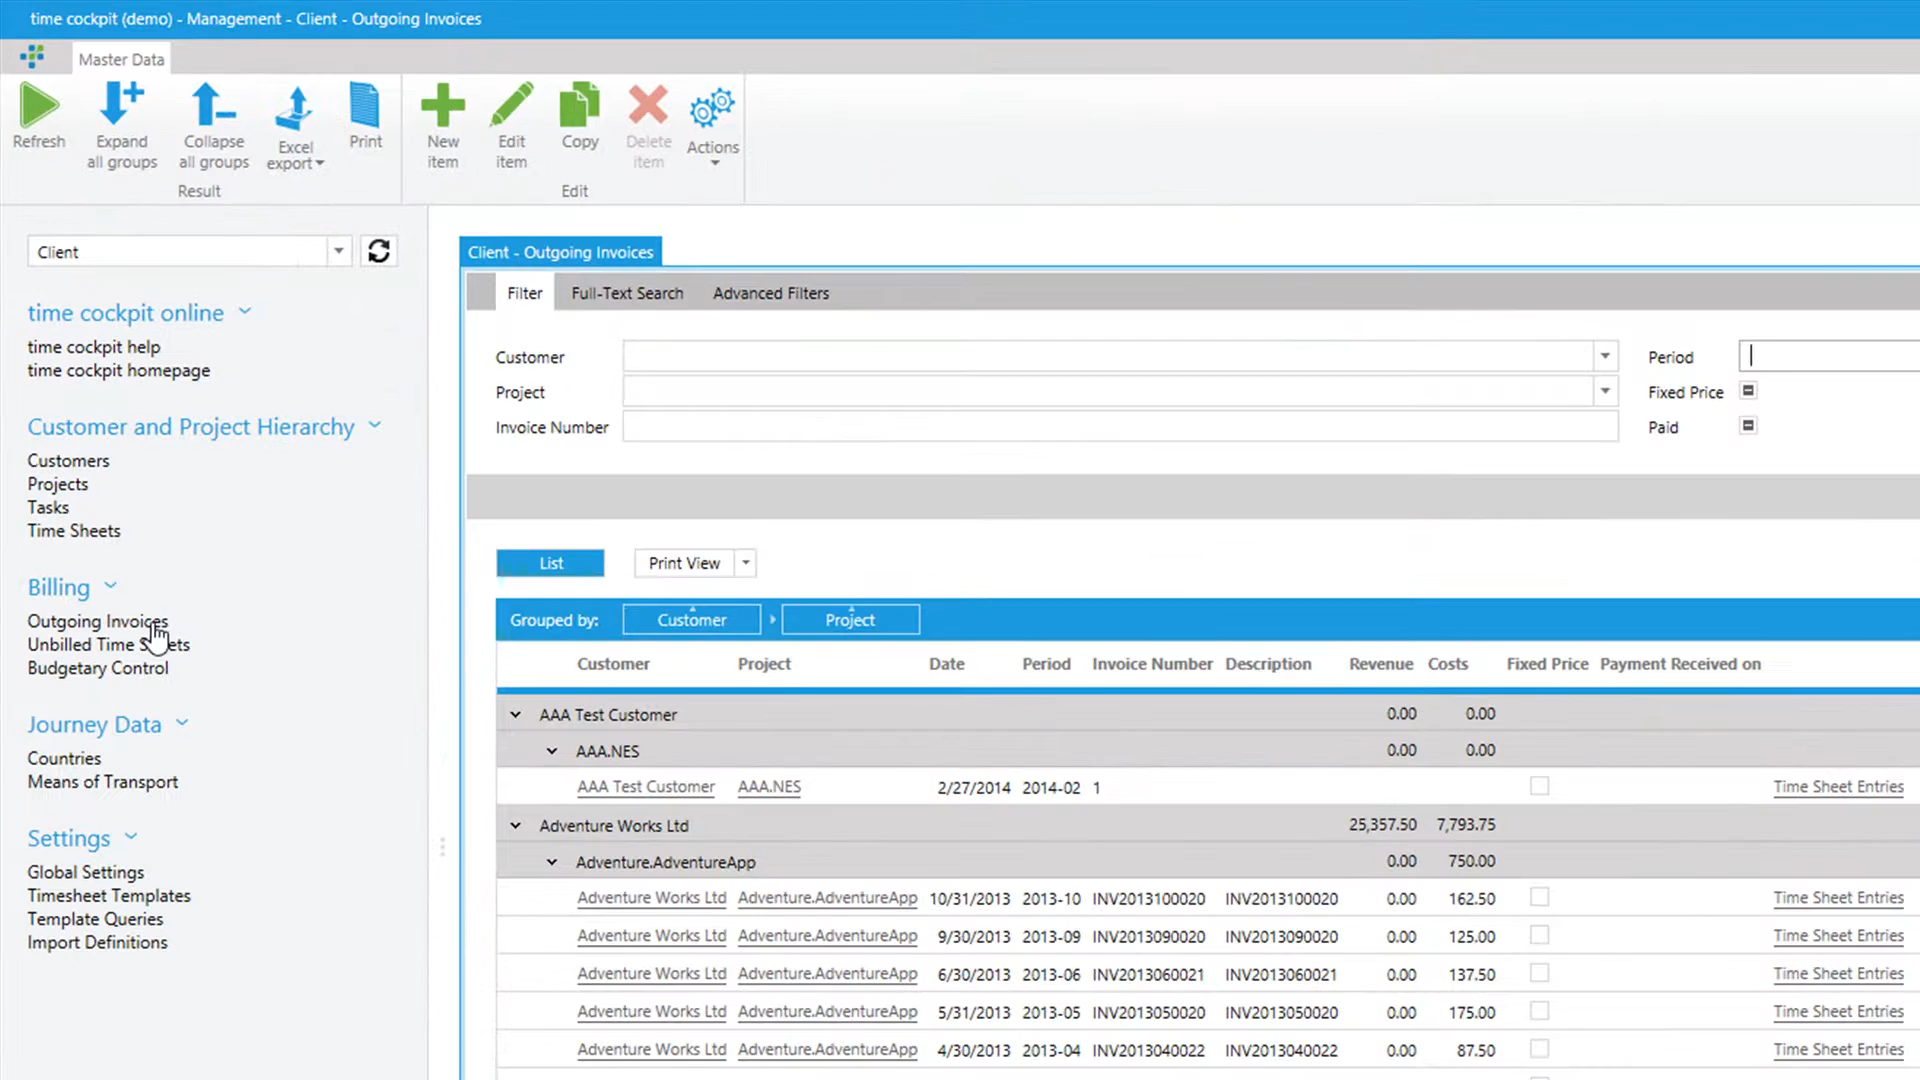 time cockpit (demo) - Management - Client - Outgoing Invoices
Master Data
Refresh
Expand all groups
Collapse all groups
Excel export
Print
New item
Edit item
Copy
Delete item
Actions
Result
Edit
Client
time cockpit online
time cockpit help
time cockpit homepage
Customer and Project Hierarchy
Customers
Projects
Tasks
Time Sheets
Billing
Outgoing Invoices
Unbilled Time Sheets
Budgetary Control
Journey Data
Countries
Means of Transport
Settings
Global Settings
Timesheet Templates
Template Queries
Import Definitions
Client - Outgoing Invoices
Filter Full-Text Search Advanced Filters
Customer Period
Project Fixed Price
Invoice Number Paid
List Print View
Grouped by: Customer Project
Customer Project Date Period Invoice Number Description Revenue Costs Fixed Price Payment Received on
AAA Test Customer 0.00 0.00
AAA.NES 0.00 0.00
AAA Test Customer AAA.NES 2/27/2014 2014-02 1 Time Sheet Entries
Adventure Works Ltd 25,357.50 7,793.75
Adventure.AdventureApp 0.00 750.00
Adventure Works Ltd Adventure.AdventureApp 10/31/2013 2013-10 INV2013100020 INV2013100020 0.00 162.50 Time Sheet Entries
Adventure Works Ltd Adventure.AdventureApp 9/30/2013 2013-09 INV2013090020 INV2013090020 0.00 125.00 Time Sheet Entries
Adventure Works Ltd Adventure.AdventureApp 6/30/2013 2013-06 INV2013060021 INV2013060021 0.00 137.50 Time Sheet Entries
Adventure Works Ltd Adventure.AdventureApp 5/31/2013 2013-05 INV2013050020 INV2013050020 0.00 175.00 Time Sheet Entries
Adventure Works Ltd Adventure.AdventureApp 4/30/2013 2013-04 INV2013040022 INV2013040022 0.00 87.50 Time Sheet Entries